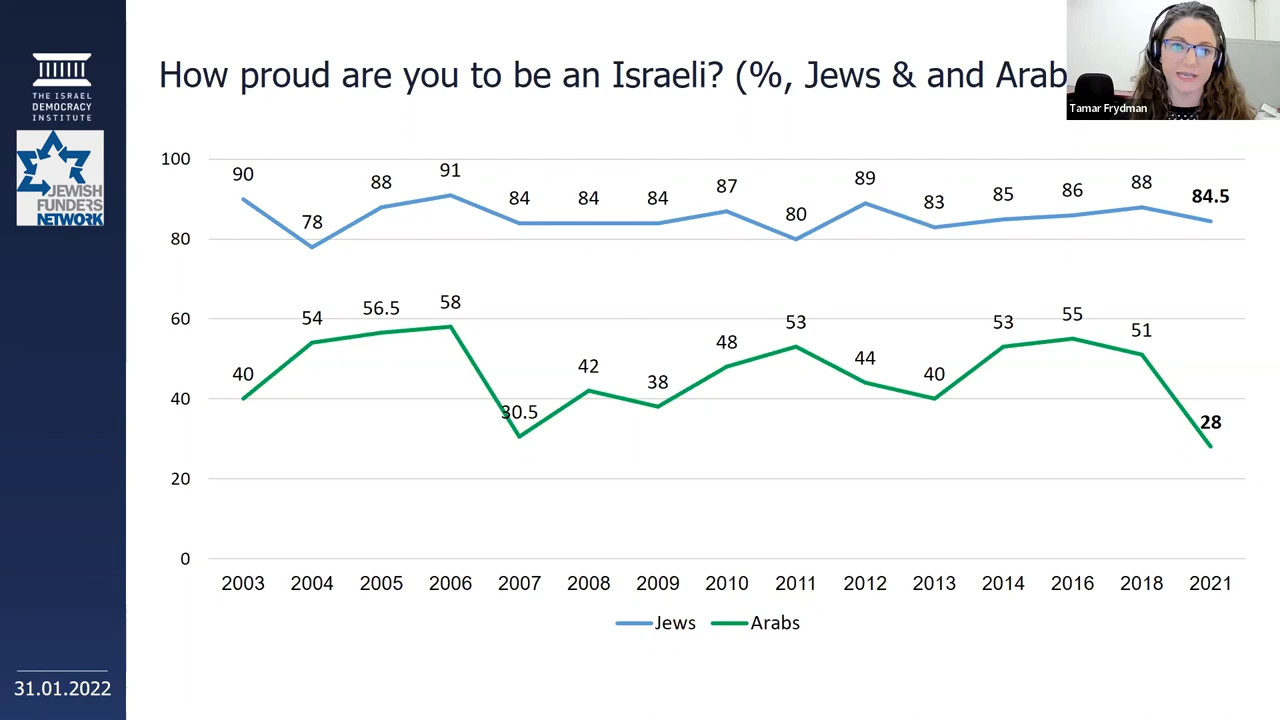 THE ISRAEL
DEMOCRACY
INSTITUTE
JEWISH
FUNDERS
NETWORK
31.01.2022
How proud are you to be an Israeli? (%, Jews & and Arab
Tamar Frydman
100
80
60
40
20
0
90 78 88 91 84 84 84 87 80 89 83 85 86 88 84.5
40 54 56.5 58 30.5 42 38 48 53 44 40 53 55 51 28
2003 2004 2005 2006 2007 2008 2009 2010 2011 2012 2013 2014 2016 2018 2021
Jews Arabs